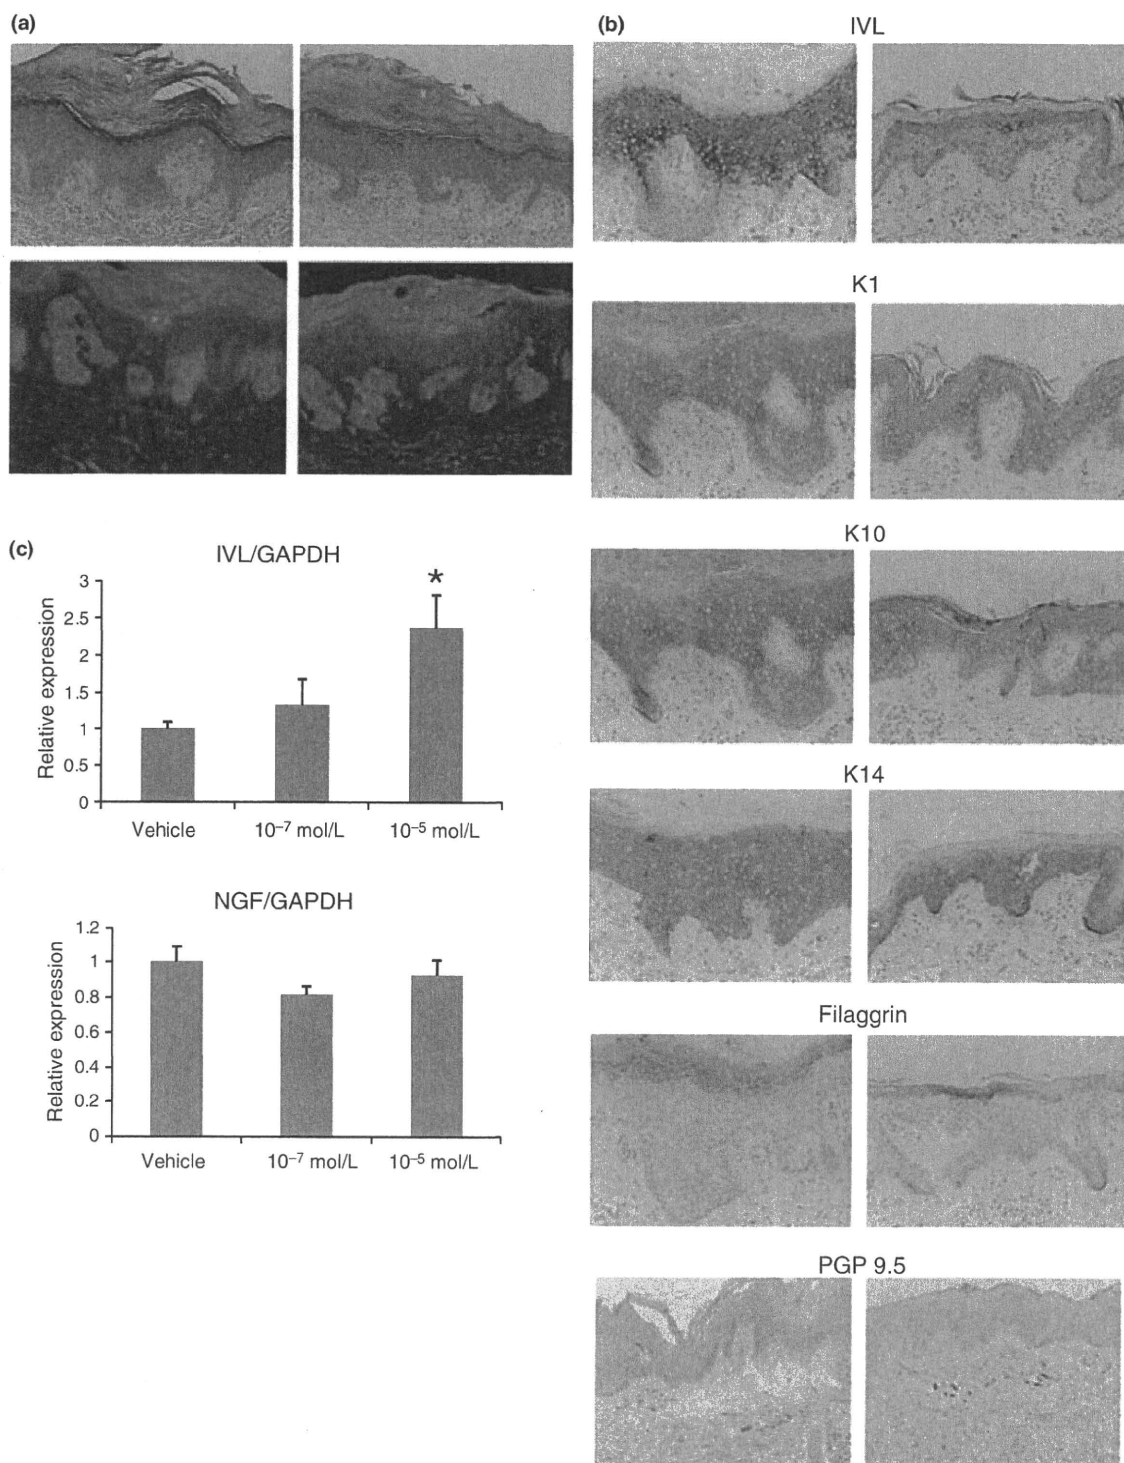 (a)
(b)
IVL
K1
K10
K14
Filaggrin
PGP 9.5
(c)
IVL/GAPDH
Relative expression
3
2.5
2
1.5
1
0.5
0
*
Vehicle
10⁻⁷ mol/L
10⁻⁵ mol/L
NGF/GAPDH
Relative expression
1.2
1
0.8
0.6
0.4
0.2
0
Vehicle
10⁻⁷ mol/L
10⁻⁵ mol/L